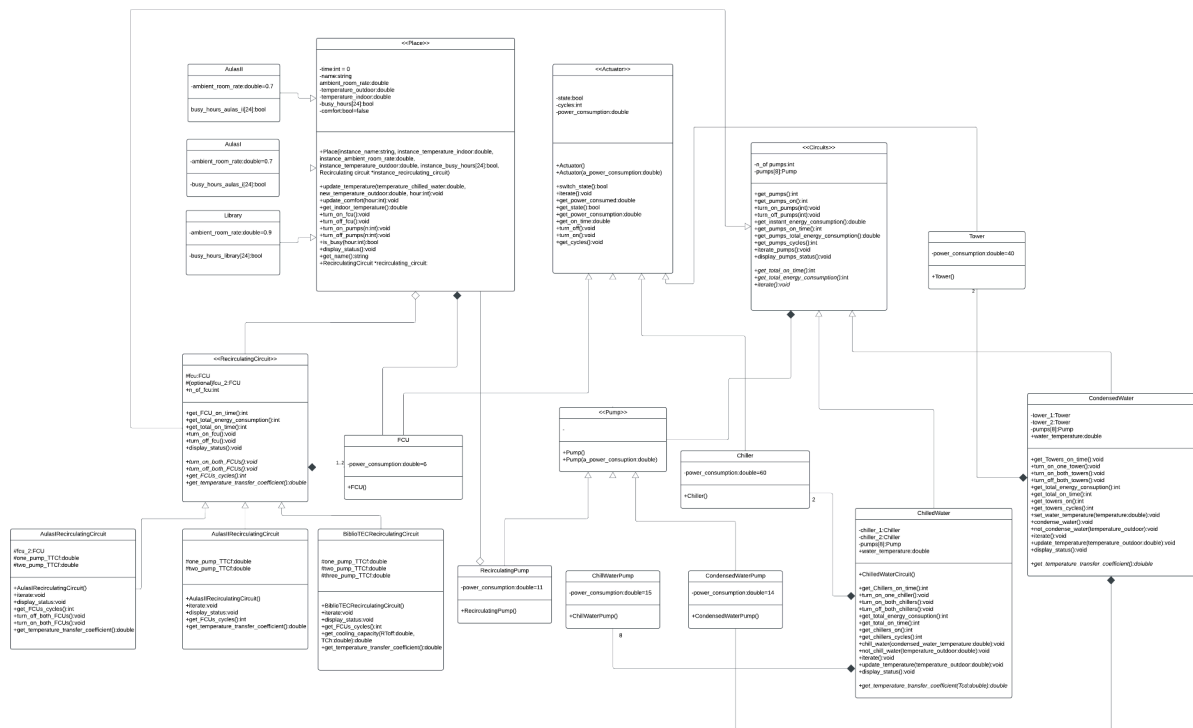 <<Place>>
-time:int = 0
-name:string
ambient_room_rate:double
-temperature_outdoor:double
-temperature_indoor:double
-busy_hours[24]:bool
-comfort:bool=false
+Place(instance_name:string, instance_temperature_indoor:double,
instance_ambient_room_rate:double,
instance_temperature_outdoor:double, instance_busy_hours[24]:bool.
Recirculating circuit *instance_recirculating_circuit)
+update_temperature(temperature_chilled_water:double,
new_temperature_outdoor:double, hour:int):void
+update_comfort(hour:int):void
+get_indoor_temperature():double
+turn_on_fcu():void
+turn_off_fcu():void
+turn_on_pumps(n:int):void
+turn_off_pumps(n:int):void
+is_busy(hour:int):bool
+display_status():void
+get_name():string
+RecirculatingCircuit *recirculating_circuit:
AulasII
-ambient_room_rate:double=0.7
busy_hours_aulas_ii[24]:bool
AulasI
-ambient_room_rate:double=0.7
-busy_hours_aulas_i[24]:bool
Library
-ambient_room_rate:double=0.9
-busy_hours_library[24]:bool
<<Actuator>>
-state:bool
-cycles:int
-power_consumption:double
+Actuator()
+Actuator(a_power_consumption:double)
+switch_state():bool
+iterate():void
+get_power_consumed:double
+get_state():bool
+get_power_consumption:double
+get_on_time:double
+turn_off():void
+turn_on():void
+get_cycles():void
<<Circuits>>
-n_of pumps:int
-pumps[8]:Pump
+get_pumps():int
+get_pumps_on():int
+turn_on_pumps(int):void
+turn_off_pumps(int):void
+get_instant_energy_consumption():double
+get_pumps_on_time():int
+get_pumps_total_energy_consumption():double
+get_pumps_cycles():int
+iterate_pumps():void
+display_pumps_status():void
+get_total_on_time():int
+get_total_energy_consumption():int
+iterate():void
Tower
-power_consumption:double=40
+Tower()
2
<<RecirculatingCircuit>>
#fcu:FCU
#(optional)fcu_2:FCU
+n_of_fcu:int
+get_FCU_on_time():int
+get_total_energy_consumption():int
+get_total_on_time():int
+turn_on_fcu():void
+turn_off_fcu():void
+display_status():void
+turn_on_both_FCUs():void
+turn_off_both_FCUs():void
+get_FCUs_cycles():int
+get_temperature_transfer_coefficient():double
1..2
FCU
-power_consumption:double=6
+FCU()
<<Pump>>
-
+Pump()
+Pump(a_power_consuption:double)
Chiller
-power_consumption:double=60
+Chiller()
2
CondensedWater
-tower_1:Tower
-tower_2:Tower
-pumps[8]:Pump
+water_temperature:double
+get_Towers_on_time():int
+turn_on_one_tower():void
+turn_on_both_towers():void
+turn_off_both_towers():void
+get_total_energy_consuption():int
+get_total_on_time():int
+get_towers_on():int
+get_towers_cycles():int
+set_water_temperature(temperature:double):void
+condense_water():void
+not_condense_water(temperature_outdoor):void
+iterate():void
+update_temperature(temperature_outdoor:double):void
+display_status():void
+get_temperature_transfer_coefficient():double
AulasIIRecirculatingCircuit
#fcu_2:FCU
#one_pump_TTCf:double
#two_pump_TTCf:double
+AulasIIRecirculatingCircuit()
+iterate:void
+display_status:void
+get_FCUs_cycles():int
+turn_off_both_FCUs():void
+turn_on_both_FCUs():void
+get_temperature_transfer_coefficient():double
AulasIIRecirculatingCircuit
#one_pump_TTCf:double
#two_pump_TTCf:double
+AulasIIRecirculatingCircuit()
+iterate:void
+display_status:void
+get_FCUs_cycles():int
+get_temperature_transfer_coefficient():double
BiblioTECRecirculatingCircuit
#one_pump_TTCf:double
#two_pump_TTCf:double
#three_pump_TTCf:double
+BiblioTECRecirculatingCircuit()
+iterate:void
+display_status:void
+get_FCUs_cycles():int
+get_cooling_capacity(RToff:double,
TCh:double):double
+get_temperature_transfer_coefficient():double
RecirculatingPump
-power_consumption:double=11
+RecirculatingPump()
ChillWaterPump
-power_consumption:double=15
+ChillWaterPump()
8
CondensedWaterPump
-power_consumption:double=14
+CondensedWaterPump()
ChilledWater
-chiller_1:Chiller
-chiller_2:Chiller
-pumps[8]:Pump
+water_temperature:double
+ChilledWaterCircuit()
+get_Chillers_on_time():int
+turn_on_one_chiller():void
+turn_on_both_chillers():void
+turn_off_both_chillers():void
+get_total_energy_consumption():int
+get_total_on_time():int
+get_chillers_on():int
+get_chillers_cycles():int
+chill_water(condensed_water_temperature:double):void
+not_chill_water(temperature_outdoor:double):void
+iterate():void
+update_temperature(temperature_outdoor:double):void
+display_status():void
+get_temperature_transfer_coefficient(Tcd:double):double